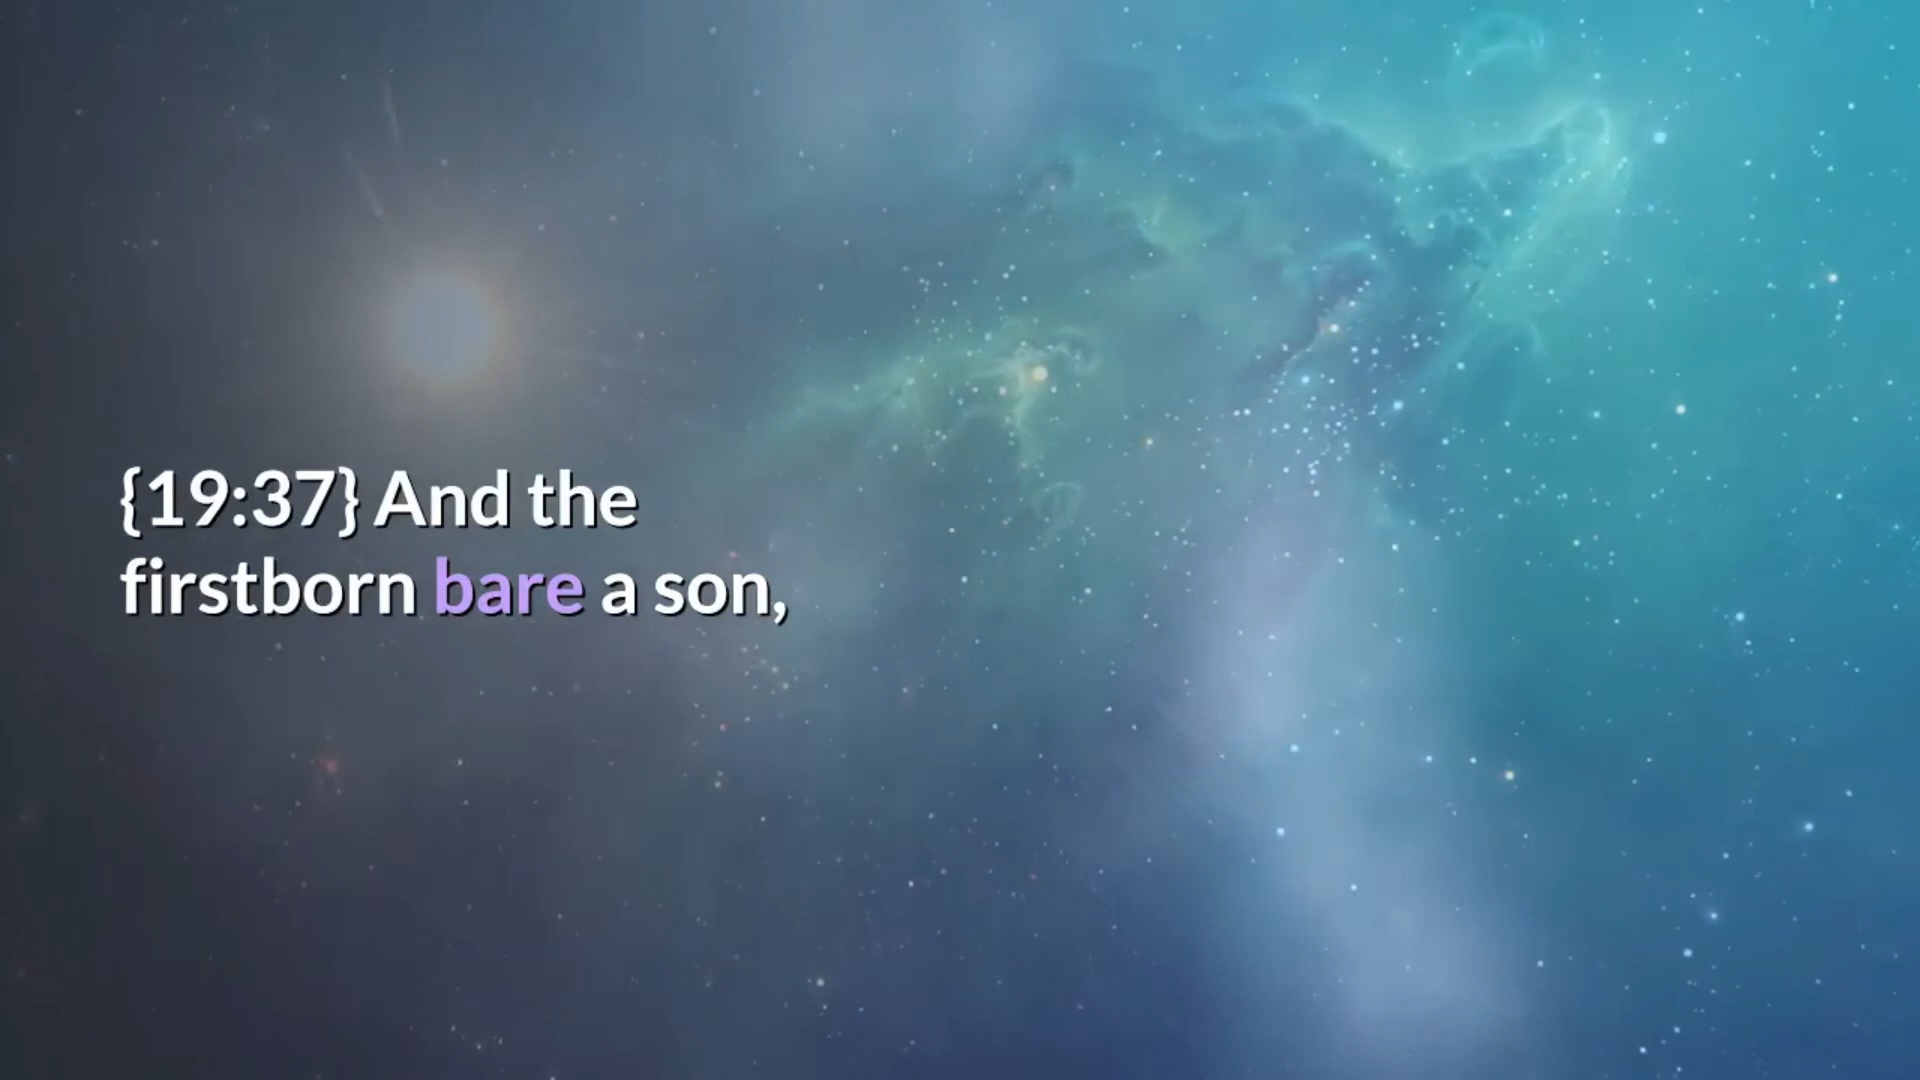 {19:37} And the
firstborn bare a son,